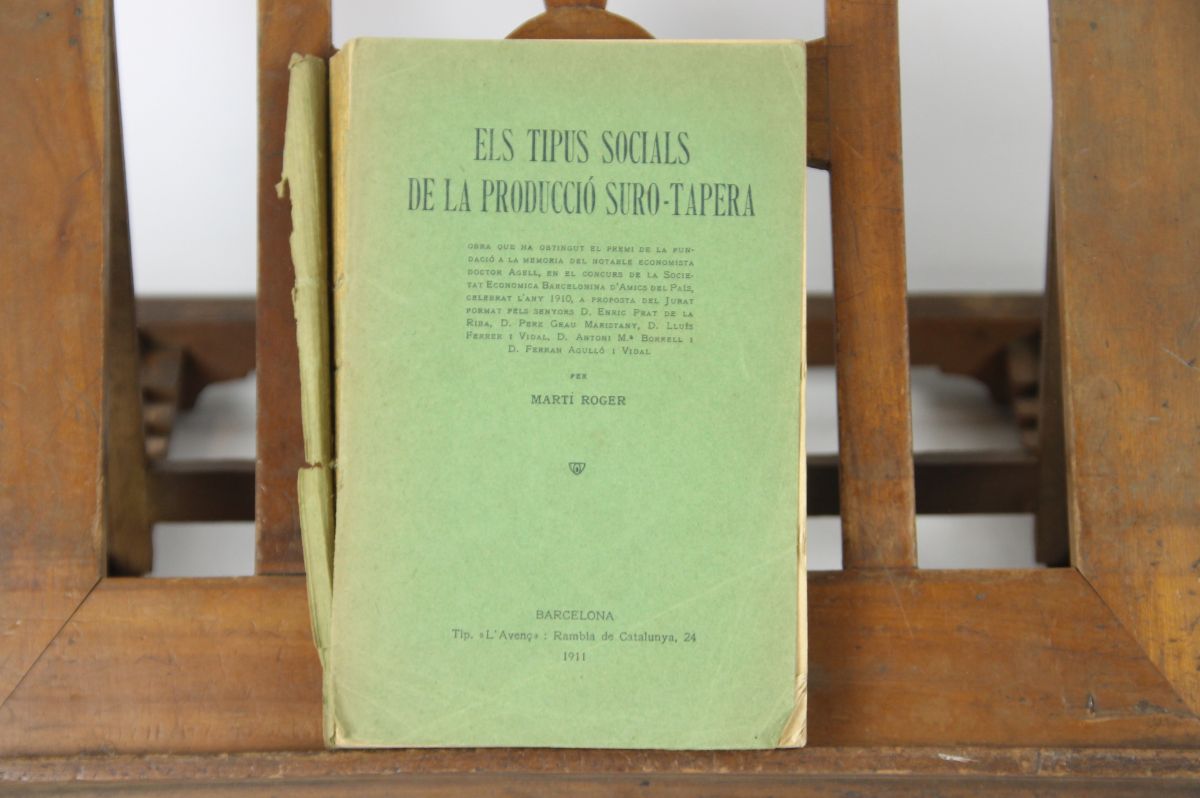 ELS TIPUS SOCIALS
DE LA PRODUCCIÓ SURO-TAPERA
OBRA QUE HA OBTINGUT EL PREMI DE LA FUN-
DACIÓ A LA MEMORIA DEL NOTABLE ECONOMISTA
DOCTOR AGELL, EN EL CONCURS DE LA SOCIE-
TAT ECONOMICA BARCELONINA D'AMICS DEL PAÍS,
CELEBRAT L'ANY 1910, A PROPOSTA DEL JURAT
FORMAT PELS SENYORS D. ENRIC PRAT DE LA
RIBA, D. PERE GRAU MARISTANY, D. LLUÍS
FERRER I VIDAL, D. ANTONI M.ª BORRELL I
D. FERRAN AGULLÓ I VIDAL
PER
MARTÍ ROGER
BARCELONA
Tip. «L'Avenç» : Rambla de Catalunya, 24
1911